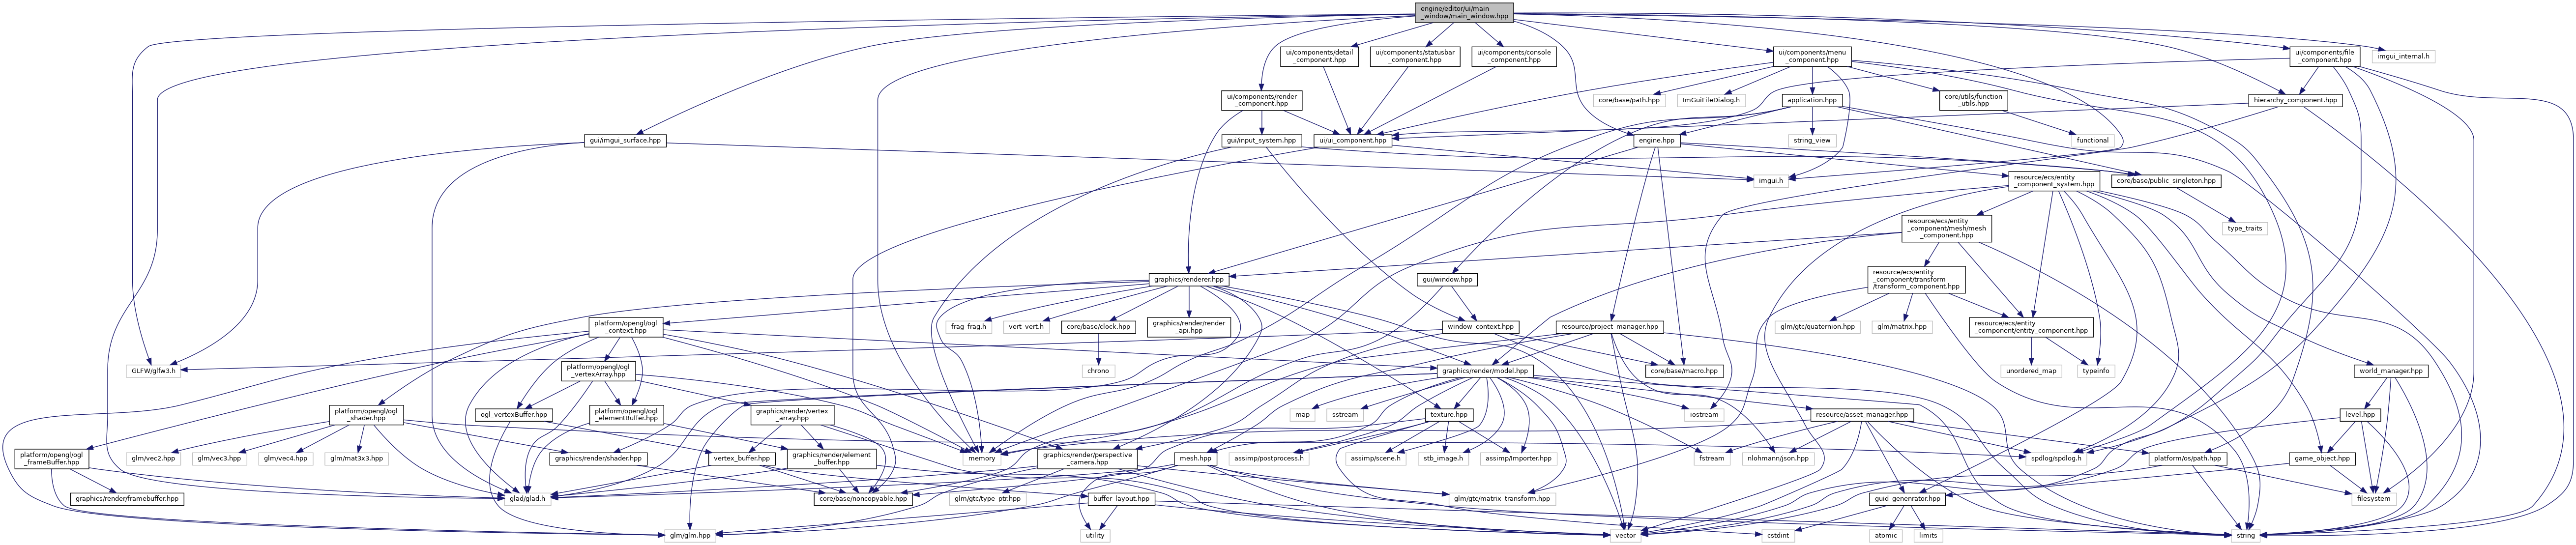 engine/editor/ui/main
_window/main_window.hpp
ui/components/detail
_component.hpp
ui/components/statusbar
_component.hpp
ui/components/console
_component.hpp
ui/components/menu
_component.hpp
ui/components/file
_component.hpp
imgui_internal.h
ui/components/render
_component.hpp
core/base/path.hpp
ImGuiFileDialog.h
application.hpp
core/utils/function
_utils.hpp
hierarchy_component.hpp
gui/imgui_surface.hpp
gui/input_system.hpp
ui/ui_component.hpp
engine.hpp
string_view
functional
imgui.h
resource/ecs/entity
_component_system.hpp
core/base/public_singleton.hpp
resource/ecs/entity
_component/mesh/mesh
_component.hpp
type_traits
graphics/renderer.hpp
gui/window.hpp
resource/ecs/entity
_component/transform
/transform_component.hpp
platform/opengl/ogl
_context.hpp
frag_frag.h
vert_vert.h
core/base/clock.hpp
graphics/render/render
_api.hpp
window_context.hpp
resource/project_manager.hpp
glm/gtc/quaternion.hpp
glm/matrix.hpp
resource/ecs/entity
_component/entity_component.hpp
GLFW/glfw3.h
platform/opengl/ogl
_vertexArray.hpp
chrono
graphics/render/model.hpp
core/base/macro.hpp
unordered_map
typeinfo
world_manager.hpp
platform/opengl/ogl
_shader.hpp
ogl_vertexBuffer.hpp
platform/opengl/ogl
_elementBuffer.hpp
graphics/render/vertex
_array.hpp
map
sstream
texture.hpp
iostream
resource/asset_manager.hpp
level.hpp
platform/opengl/ogl
_frameBuffer.hpp
glm/vec2.hpp
glm/vec3.hpp
glm/vec4.hpp
glm/mat3x3.hpp
graphics/render/shader.hpp
vertex_buffer.hpp
graphics/render/element
_buffer.hpp
memory
graphics/render/perspective
_camera.hpp
mesh.hpp
assimp/postprocess.h
assimp/scene.h
stb_image.h
assimp/Importer.hpp
fstream
nlohmann/json.hpp
spdlog/spdlog.h
platform/os/path.hpp
game_object.hpp
graphics/render/framebuffer.hpp
glad/glad.h
core/base/noncopyable.hpp
glm/gtc/type_ptr.hpp
buffer_layout.hpp
glm/gtc/matrix_transform.hpp
guid_genenrator.hpp
filesystem
glm/glm.hpp
utility
vector
cstdint
atomic
limits
string